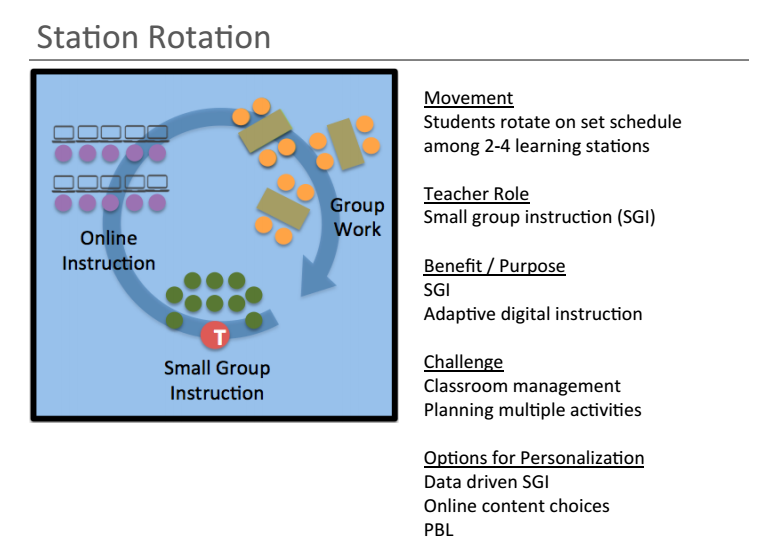 Station Rotation
Online
Instruction
Group
Work
T
Small Group
Instruction
Movement
Students rotate on set schedule
among 2-4 learning stations
Teacher Role
Small group instruction (SGI)
Benefit / Purpose
SGI
Adaptive digital instruction
Challenge
Classroom management
Planning multiple activities
Options for Personalization
Data driven SGI
Online content choices
PBL